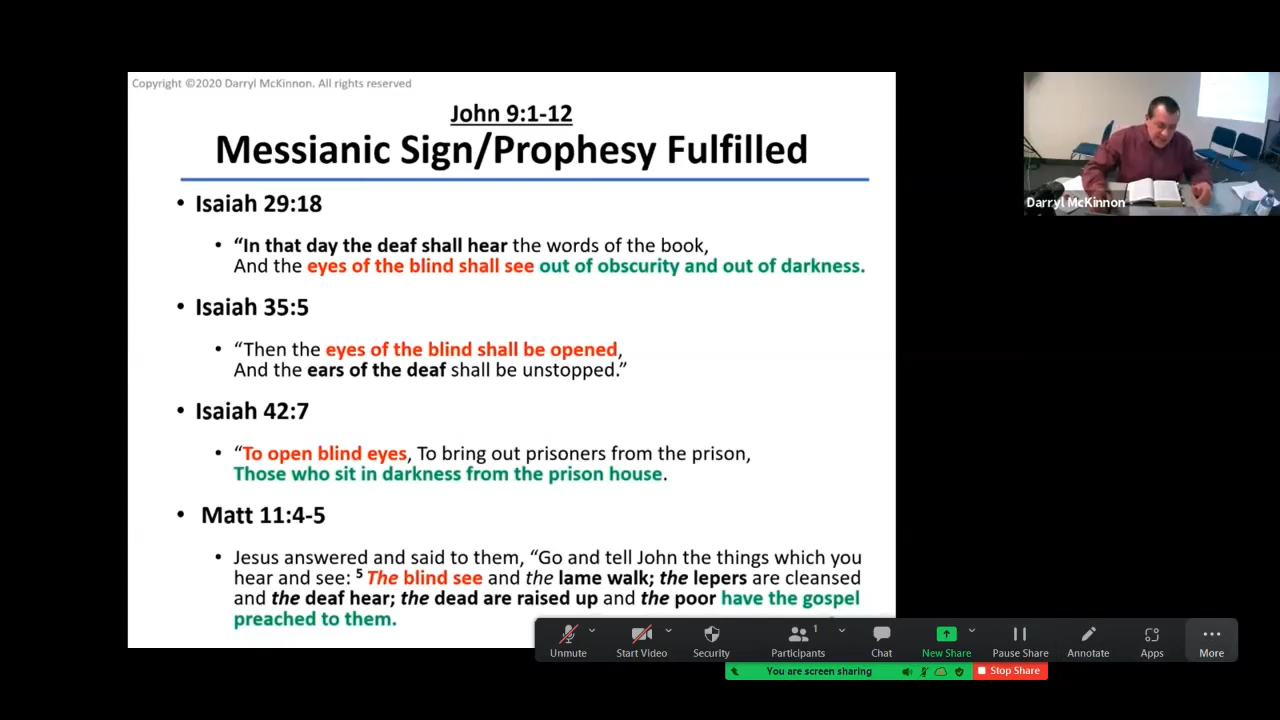 Copyright ©2020 Darryl McKinnon. All rights reserved
John 9:1-12
Messianic Sign/Prophesy Fulfilled
• Isaiah 29:18
• “In that day the deaf shall hear the words of the book,
And the eyes of the blind shall see out of obscurity and out of darkness.
• Isaiah 35:5
• “Then the eyes of the blind shall be opened,
And the ears of the deaf shall be unstopped.”
• Isaiah 42:7
• “To open blind eyes, To bring out prisoners from the prison,
Those who sit in darkness from the prison house.
• Matt 11:4-5
• Jesus answered and said to them, “Go and tell John the things which you
hear and see: 5 The blind see and the lame walk; the lepers are cleansed
and the deaf hear; the dead are raised up and the poor have the gospel
preached to them.
Darryl McKinnon
Unmute
Start Video
Security
Participants 1
Chat
New Share
Pause Share
Annotate
Apps
More
You are screen sharing
Stop Share